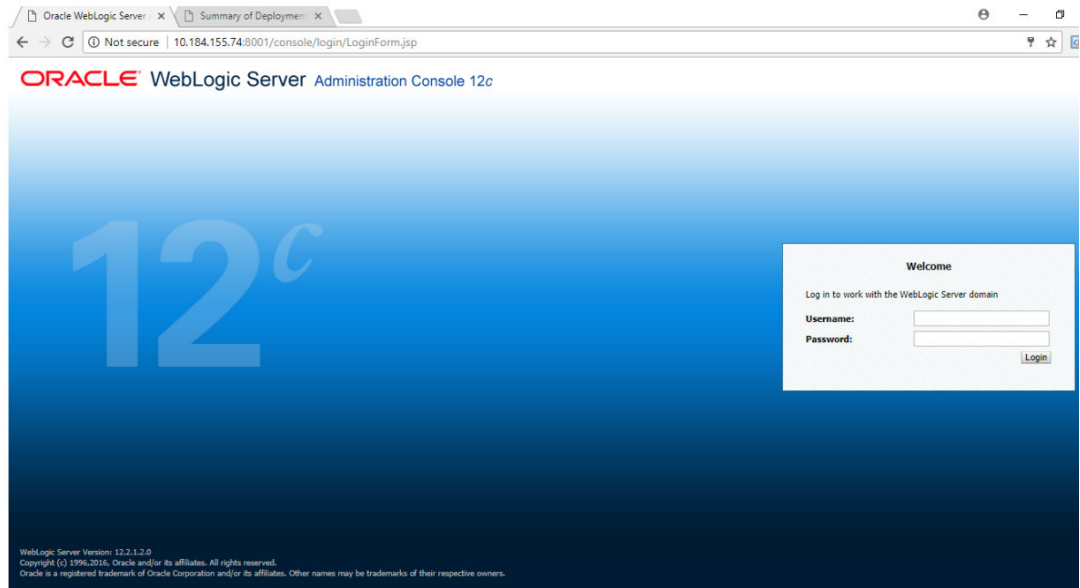 Oracle WebLogic Server
Summary of Deployment
Not secure 10.184.155.74:8001/console/login/LoginForm.jsp
ORACLE WebLogic Server Administration Console 12c
12c
Welcome
Log in to work with the WebLogic Server domain
Username:
Password:
Login
WebLogic Server Version: 12.2.1.2.0
Copyright (c) 1996,2016, Oracle and/or its affiliates. All rights reserved.
Oracle is a registered trademark of Oracle Corporation and/or its affiliates. Other names may be trademarks of their respective owners.